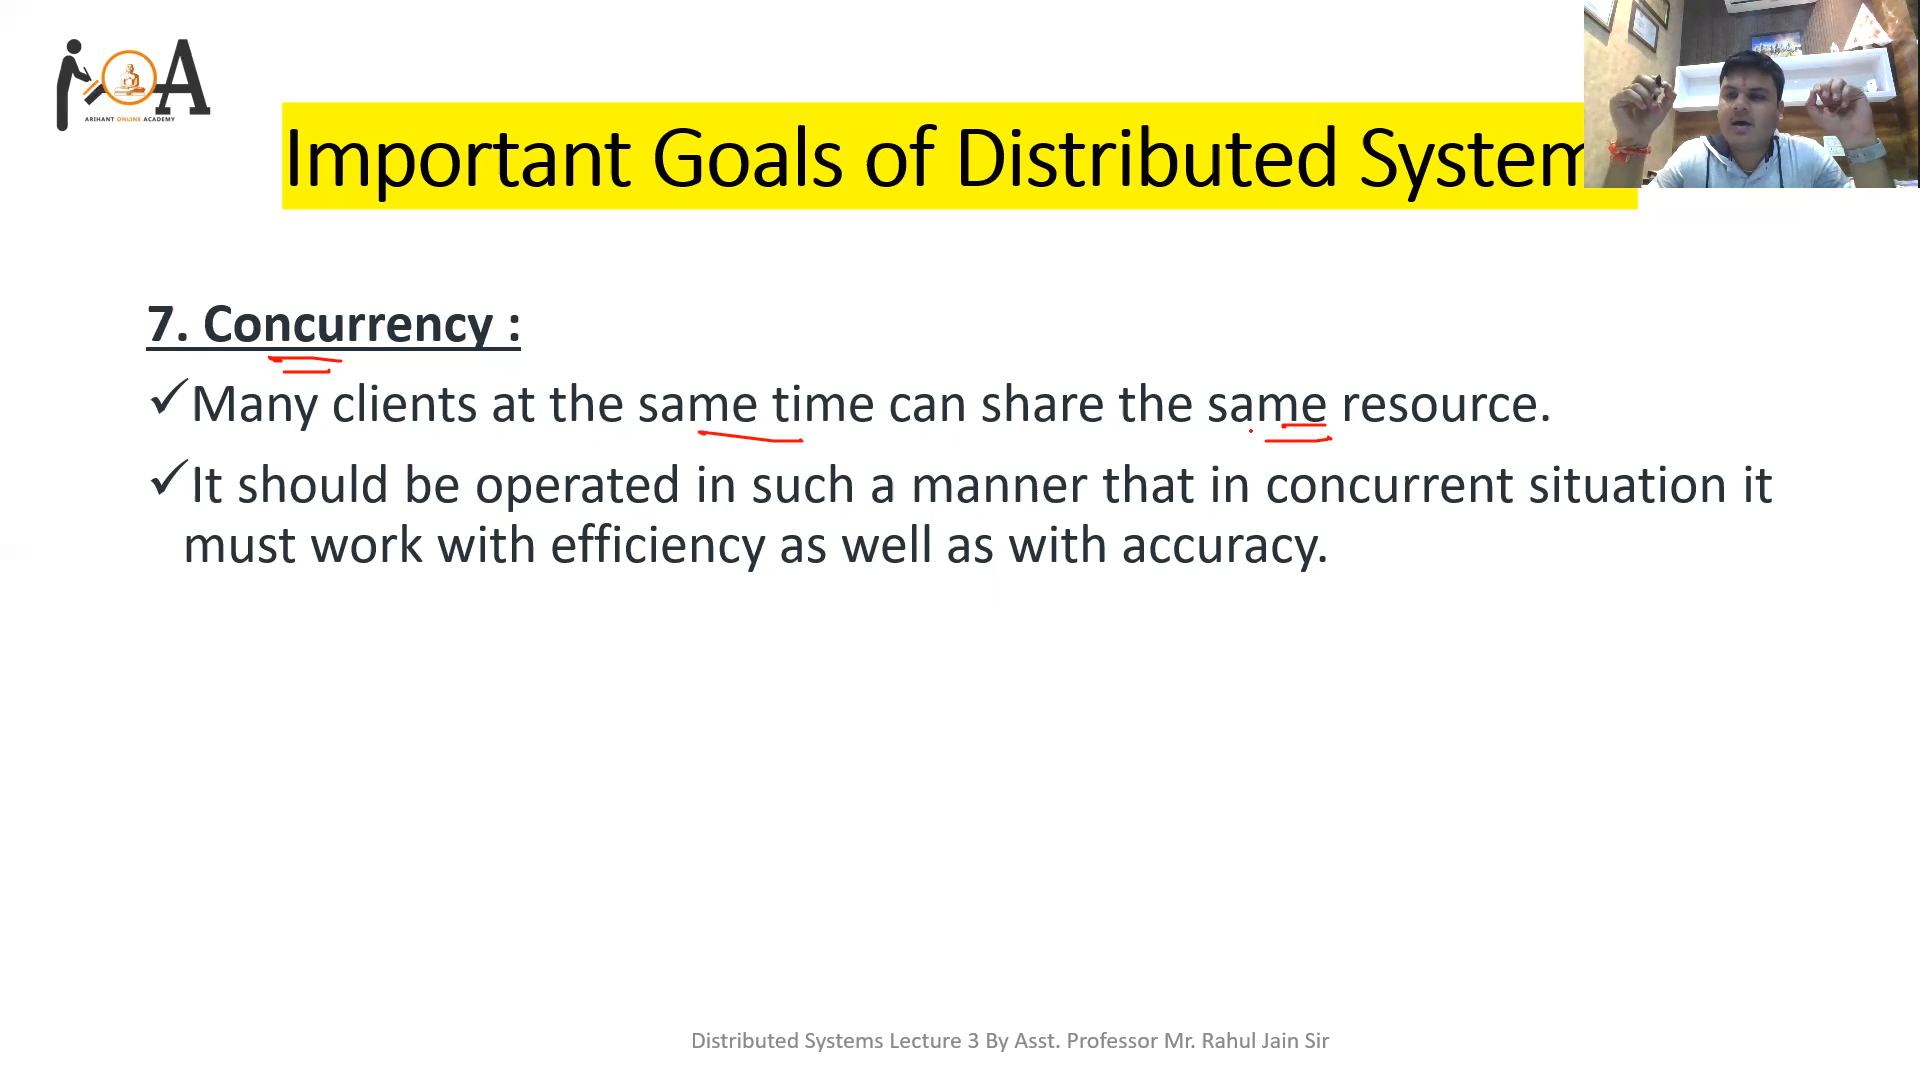 ARIHANT ONLINE ACADEMY
Important Goals of Distributed System
7. Concurrency :
✓Many clients at the same time can share the same resource.
✓It should be operated in such a manner that in concurrent situation it
must work with efficiency as well as with accuracy.
Distributed Systems Lecture 3 By Asst. Professor Mr. Rahul Jain Sir